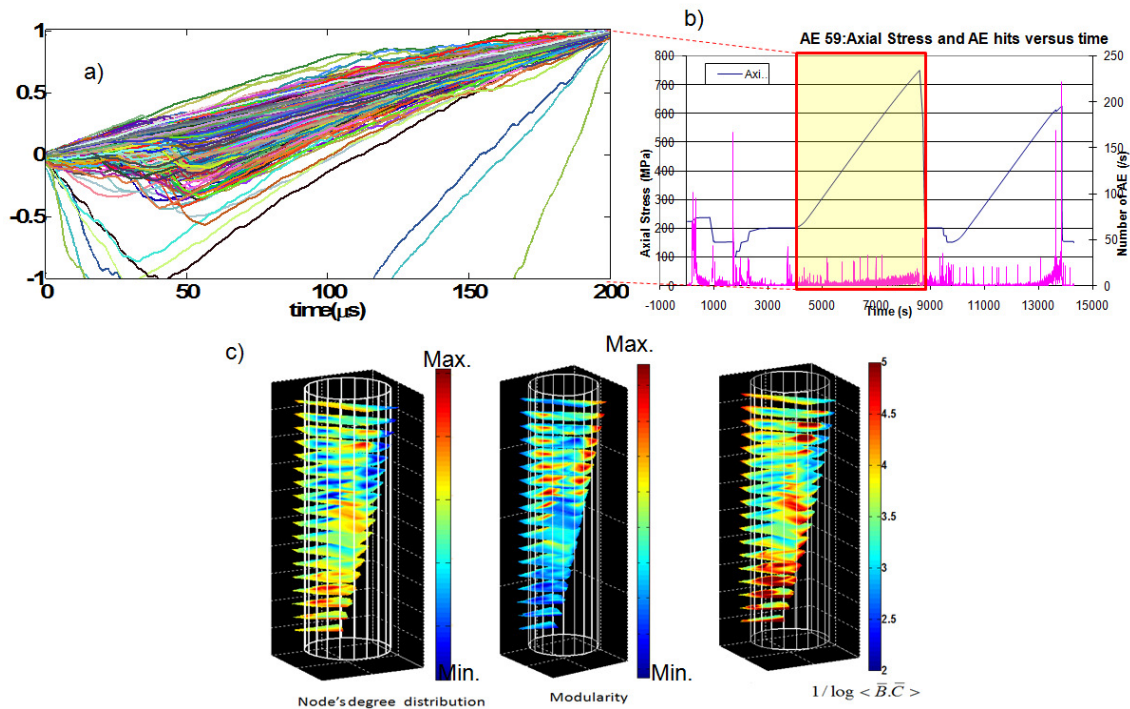 a)
1
0.5
0
-0.5
-1
0
50
100
150
200
time(µs)
b)
AE 59:Axial Stress and AE hits versus time
Axi..
800
700
600
500
400
300
200
100
0
Axial Stress (MPa)
250
200
150
100
50
0
Number of AE (/s)
-1000
1000
3000
5000
7000
9000
11000
13000
15000
Time (s)
c)
Max.
Min.
Node's degree distribution
Max.
Min.
Modularity
5
4.5
4
3.5
3
2.5
2
1/log < B̅.C̅ >